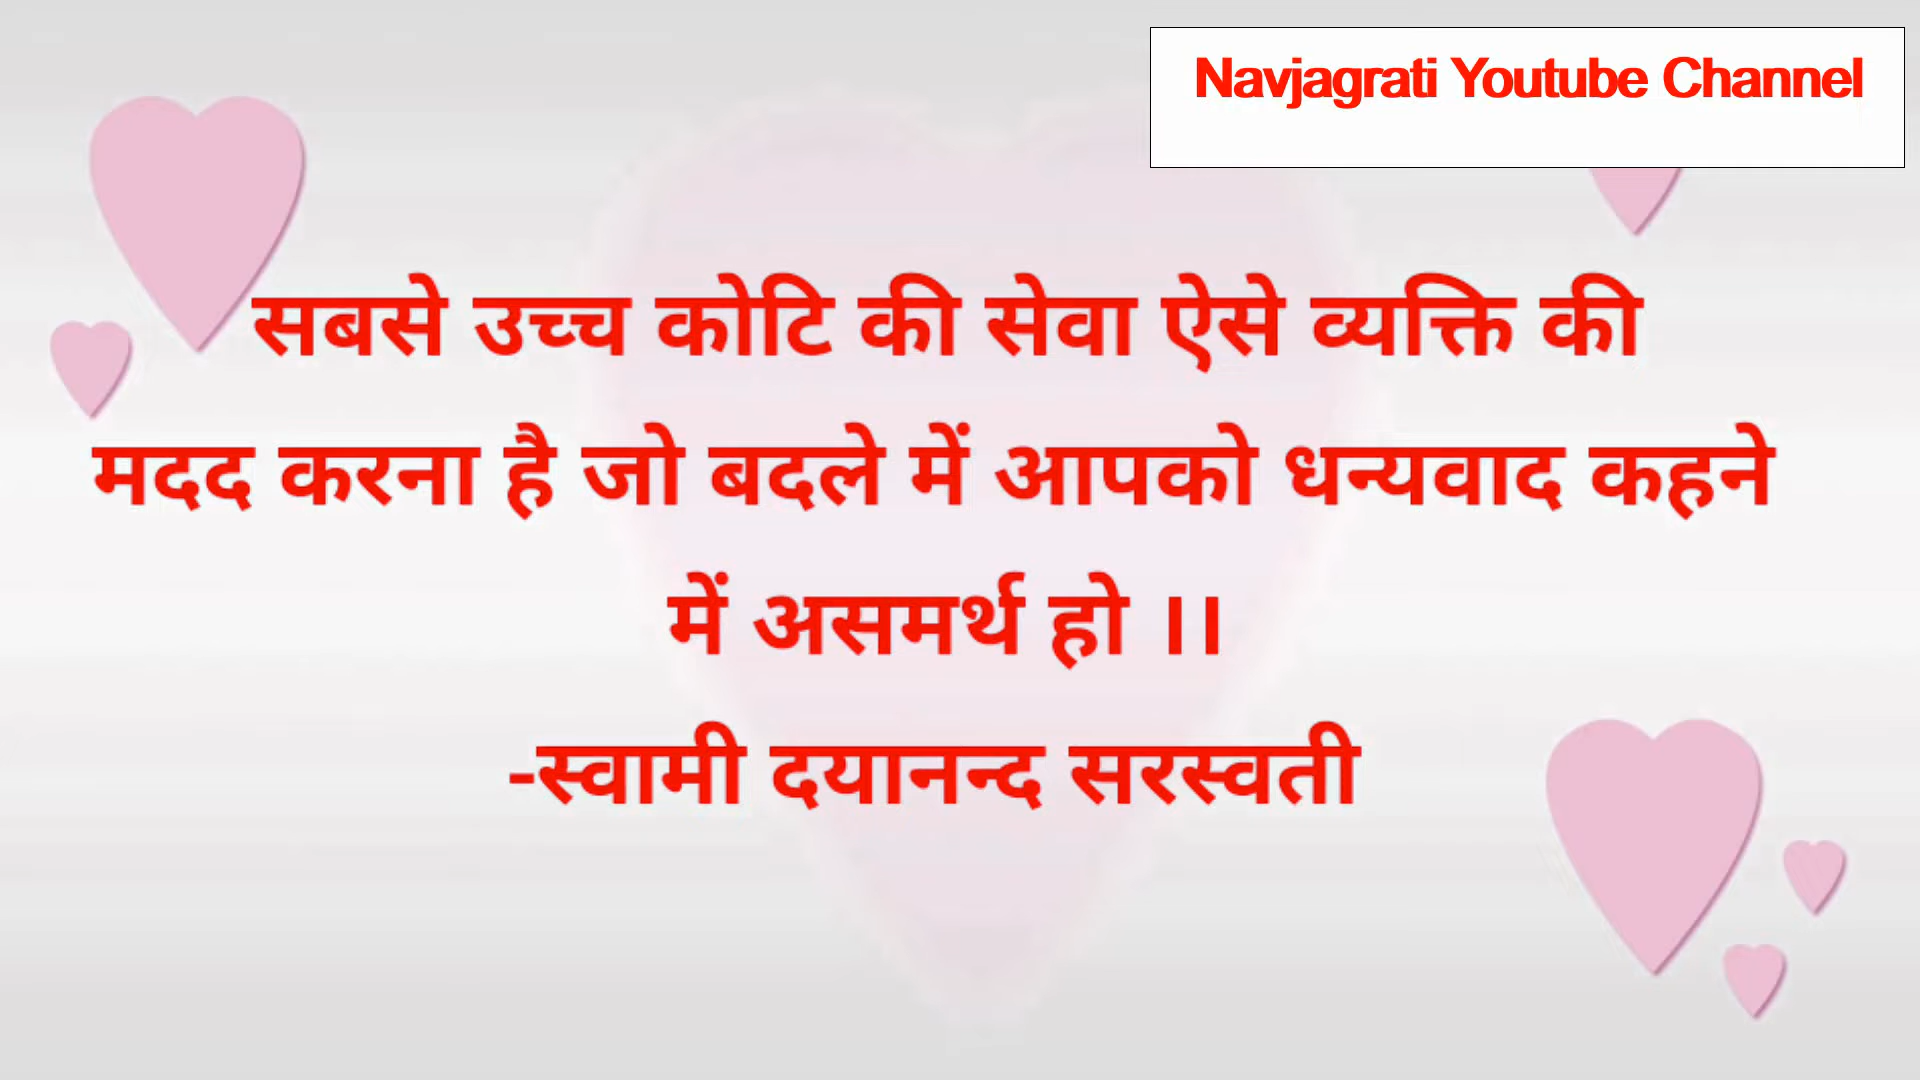 Navjagrati Youtube Channel
सबसे उच्च कोटि की सेवा ऐसे व्यक्ति की
मदद करना है जो बदले में आपको धन्यवाद कहने
में असमर्थ हो ।।
-स्वामी दयानन्द सरस्वती